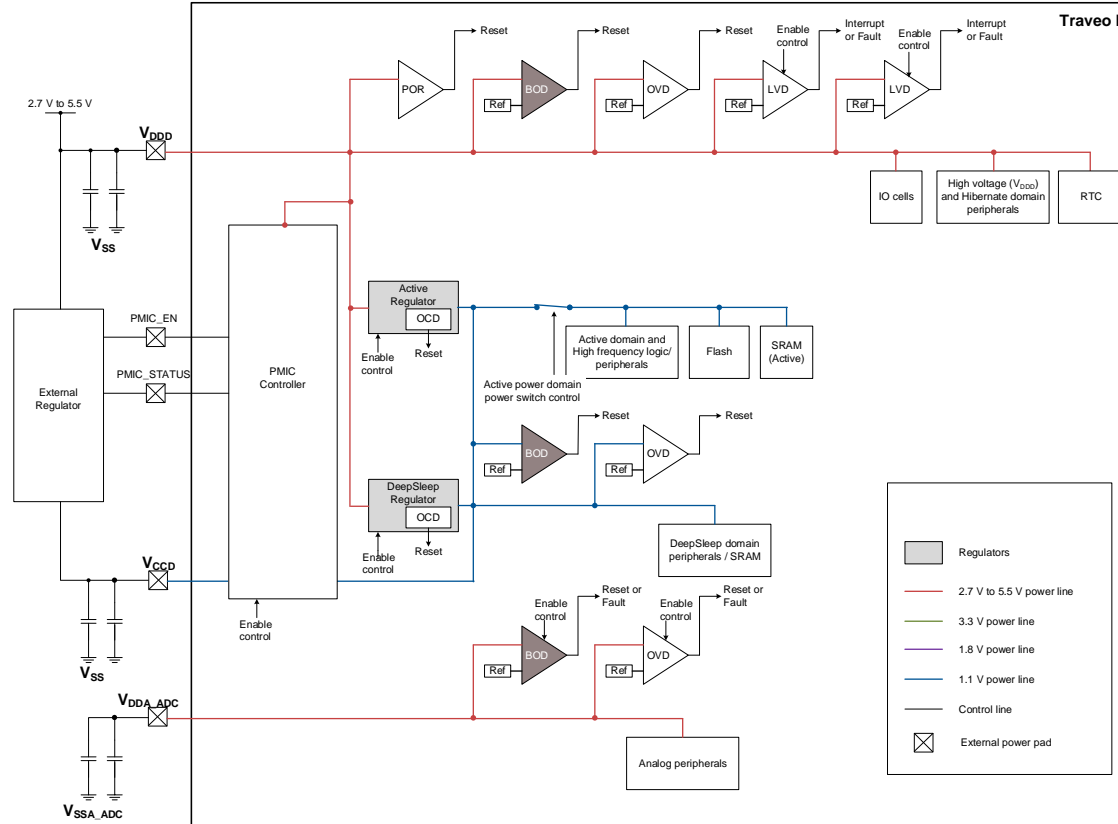 Traveo
Reset
Reset
Reset
Enable
control
Interrupt
or Fault
Enable
control
Interrupt
or Fault
POR
BOD
OVD
LVD
LVD
Ref
Ref
Ref
Ref
2.7 V to 5.5 V
VDDD
VSS
IO cells
High voltage (VDDD)
and Hibernate domain
peripherals
RTC
PMIC_EN
PMIC_STATUS
External
Regulator
PMIC
Controller
Active
Regulator
OCD
Enable
control
Reset
Active domain and
High frequency logic/
peripherals
Flash
SRAM
(Active)
Active power domain
power switch control
Reset
Reset
BOD
OVD
Ref
Ref
DeepSleep
Regulator
OCD
Enable
control
Reset
DeepSleep domain
peripherals / SRAM
VCCD
VSS
Enable
control
Enable
control
Reset or
Fault
Enable
control
Reset or
Fault
BOD
OVD
Ref
Ref
VDDA_ADC
VSSA_ADC
Analog peripherals
Regulators
2.7 V to 5.5 V power line
3.3 V power line
1.8 V power line
1.1 V power line
Control line
External power pad